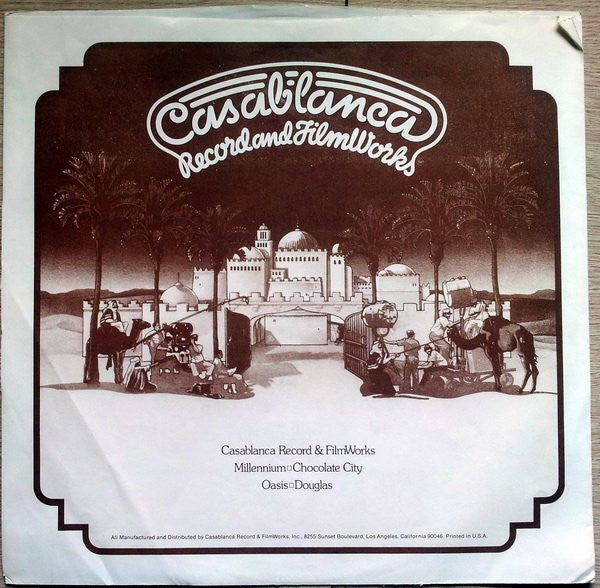 Casablanca
Record and FilmWorks
Casablanca Record & FilmWorks
Millennium□Chocolate City
Oasis□Douglas
All Manufactured and Distributed by Casablanca Record & FilmWorks, Inc., 8255 Sunset Boulevard, Los Angeles, California 90046. Printed in U.S.A.